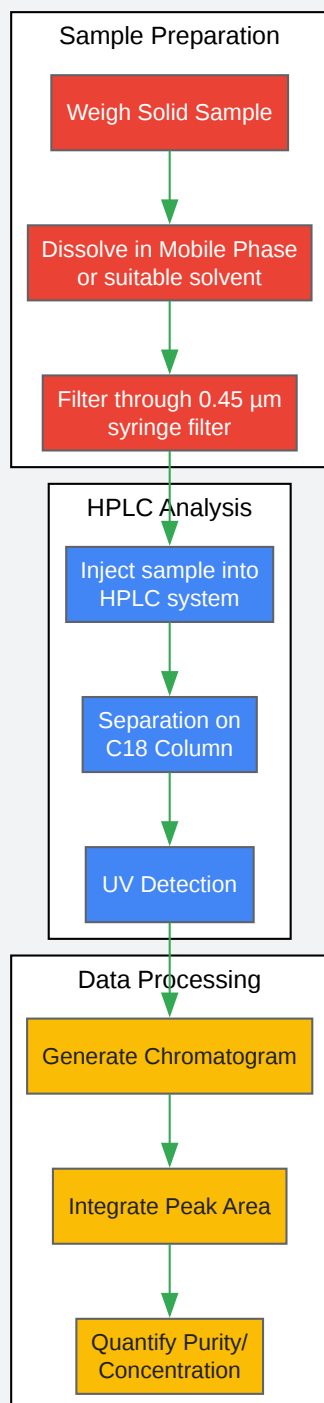 Sample Preparation
Weigh Solid Sample
Dissolve in Mobile Phase
or suitable solvent
Filter through 0.45 µm
syringe filter
HPLC Analysis
Inject sample into
HPLC system
Separation on
C18 Column
UV Detection
Data Processing
Generate Chromatogram
Integrate Peak Area
Quantify Purity/
Concentration